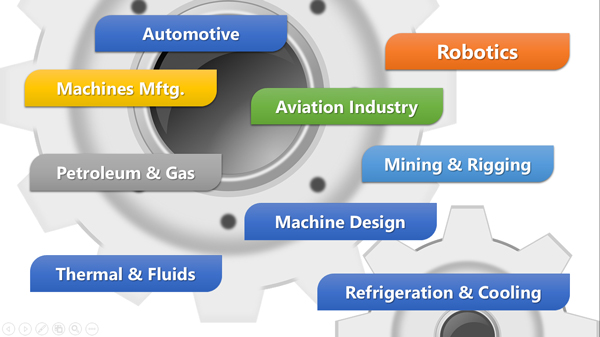 Automotive
Robotics
Machines Mftg.
Aviation Industry
Petroleum & Gas
Mining & Rigging
Machine Design
Thermal & Fluids
Refrigeration & Cooling